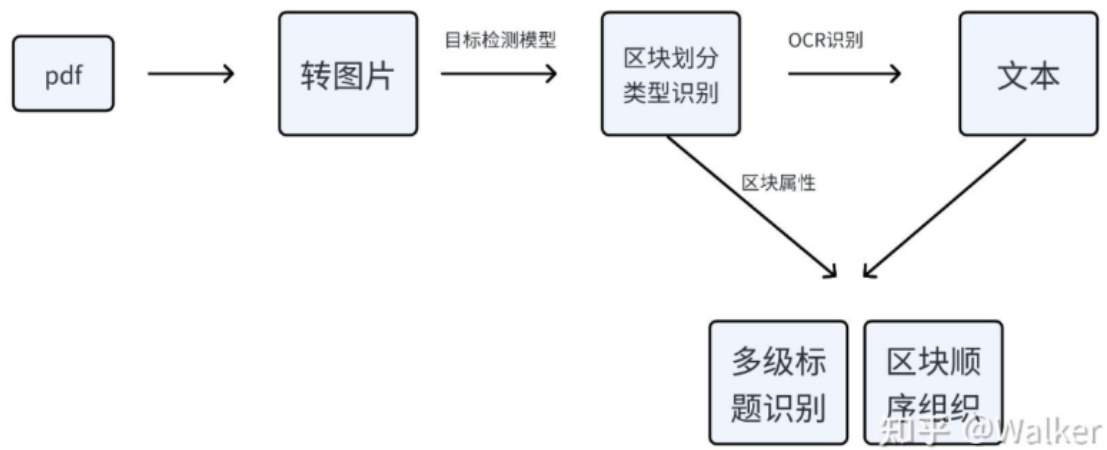 pdf
转图片
目标检测模型
区块划分
类型识别
OCR识别
文本
区块属性
多级标
题识别
区块顺
序组织
知乎 @Walker